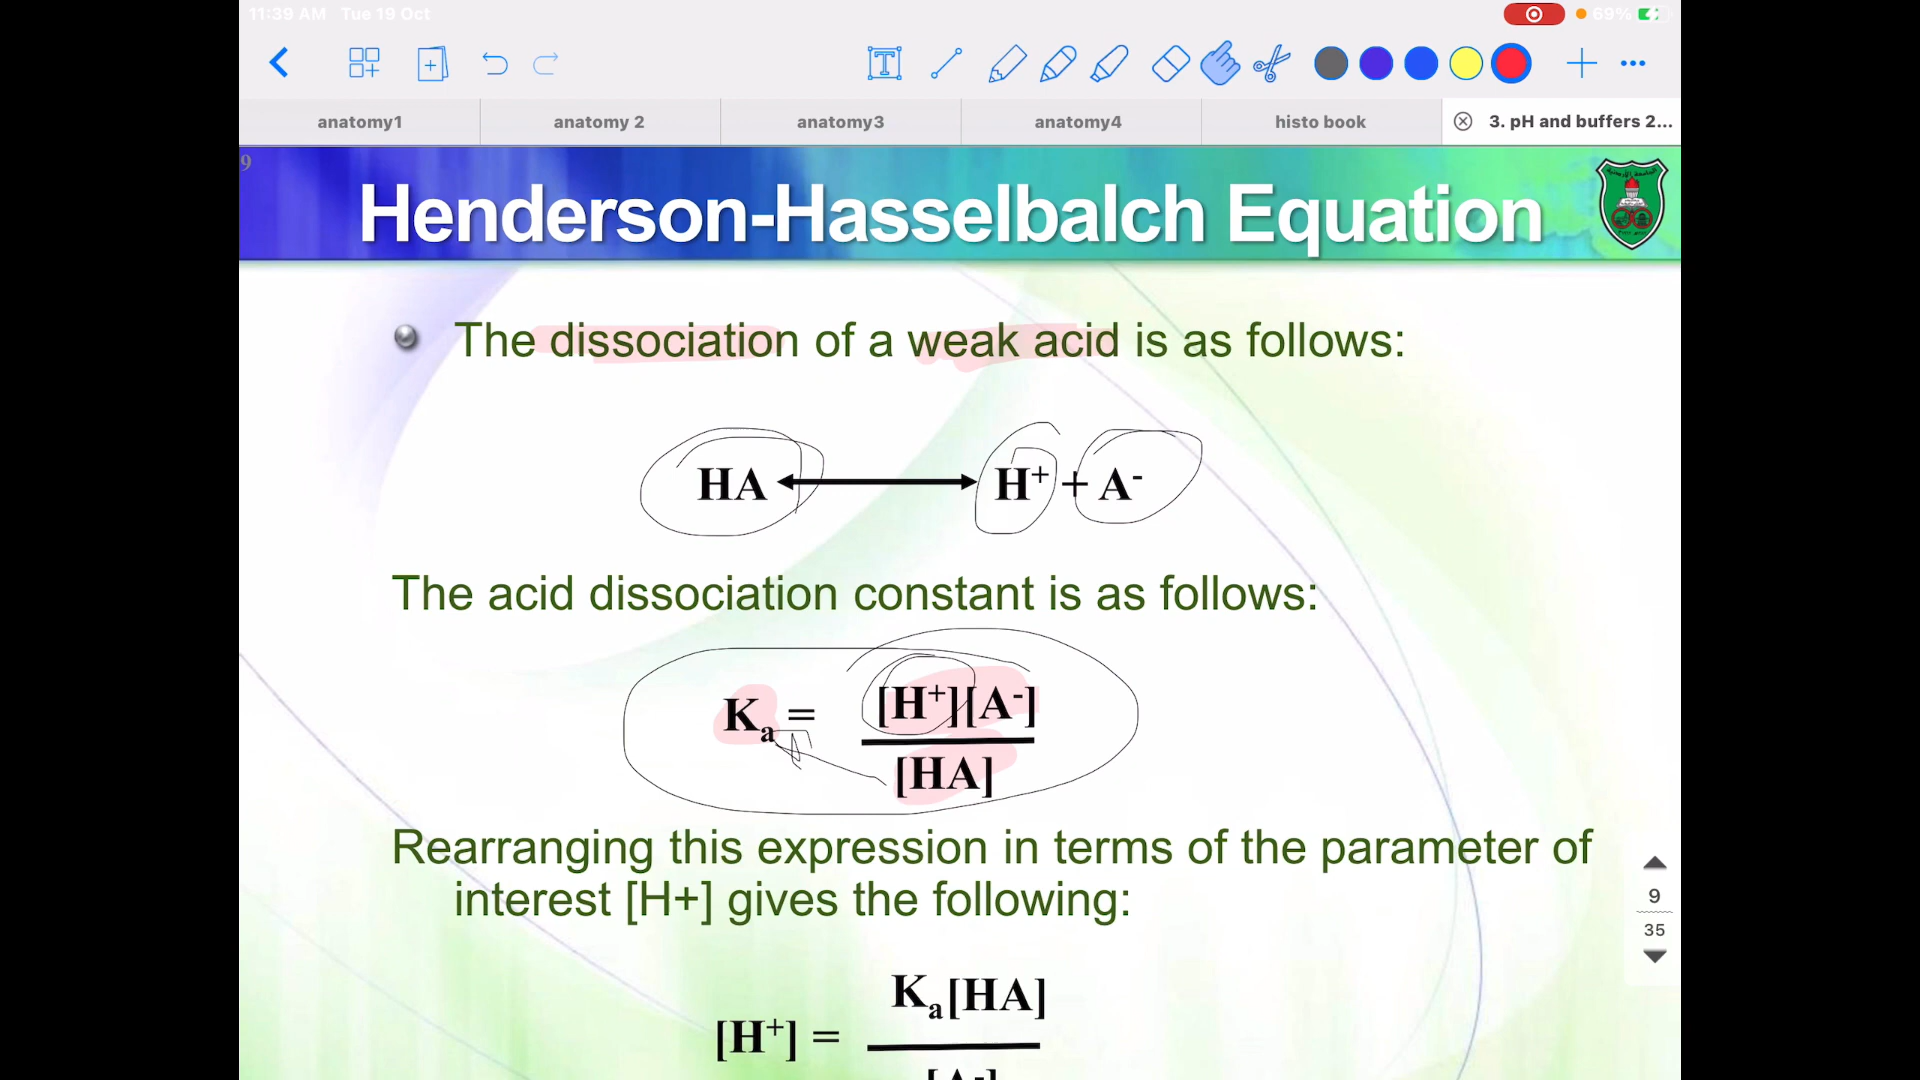 11:39 AM Tue 19 Oct
69%
T
anatomy1 anatomy 2 anatomy3 anatomy4 histo book 3. pH and buffers 2...
9
Henderson-Hasselbalch Equation
The dissociation of a weak acid is as follows:
HA ⟷ H⁺ + A⁻
The acid dissociation constant is as follows:
Kₐ = [H⁺][A⁻]
[HA]
Rearranging this expression in terms of the parameter of
interest [H+] gives the following:
9
35
Kₐ[HA]
[H⁺] =